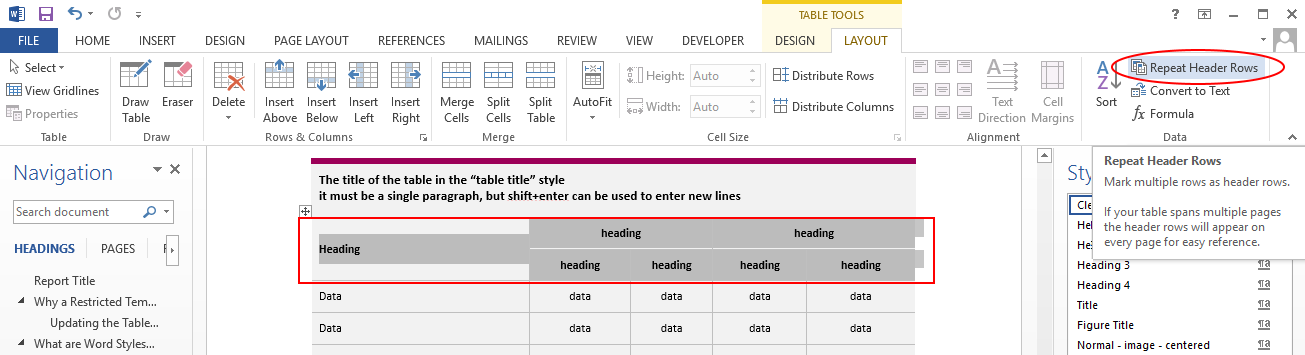 TABLE TOOLS
?
FILE HOME INSERT DESIGN PAGE LAYOUT REFERENCES MAILINGS REVIEW VIEW DEVELOPER DESIGN LAYOUT
Select
View Gridlines
Properties
Table
Draw Table
Eraser
Draw
Delete
Insert Above
Insert Below
Insert Left
Insert Right
Rows & Columns
Merge Cells
Split Cells
Split Table
Merge
AutoFit
Height: Auto
Width: Auto
Distribute Rows
Distribute Columns
Cell Size
Text Direction
Cell Margins
Alignment
A
Z
Sort
Repeat Header Rows
Convert to Text
fx Formula
Data
Navigation
Search document
HEADINGS PAGES
Report Title
Why a Restricted Tem...
Updating the Table...
What are Word Styles...
The title of the table in the “table title” style
it must be a single paragraph, but shift+enter can be used to enter new lines
Heading heading heading
heading heading heading heading
Data data data data data
Data data data data data
Repeat Header Rows
Mark multiple rows as header rows.
If your table spans multiple pages
the header rows will appear on
every page for easy reference.
Heading 3 ¶a
Heading 4 ¶a
Title ¶a
Figure Title ¶a
Normal - image - centered ¶a